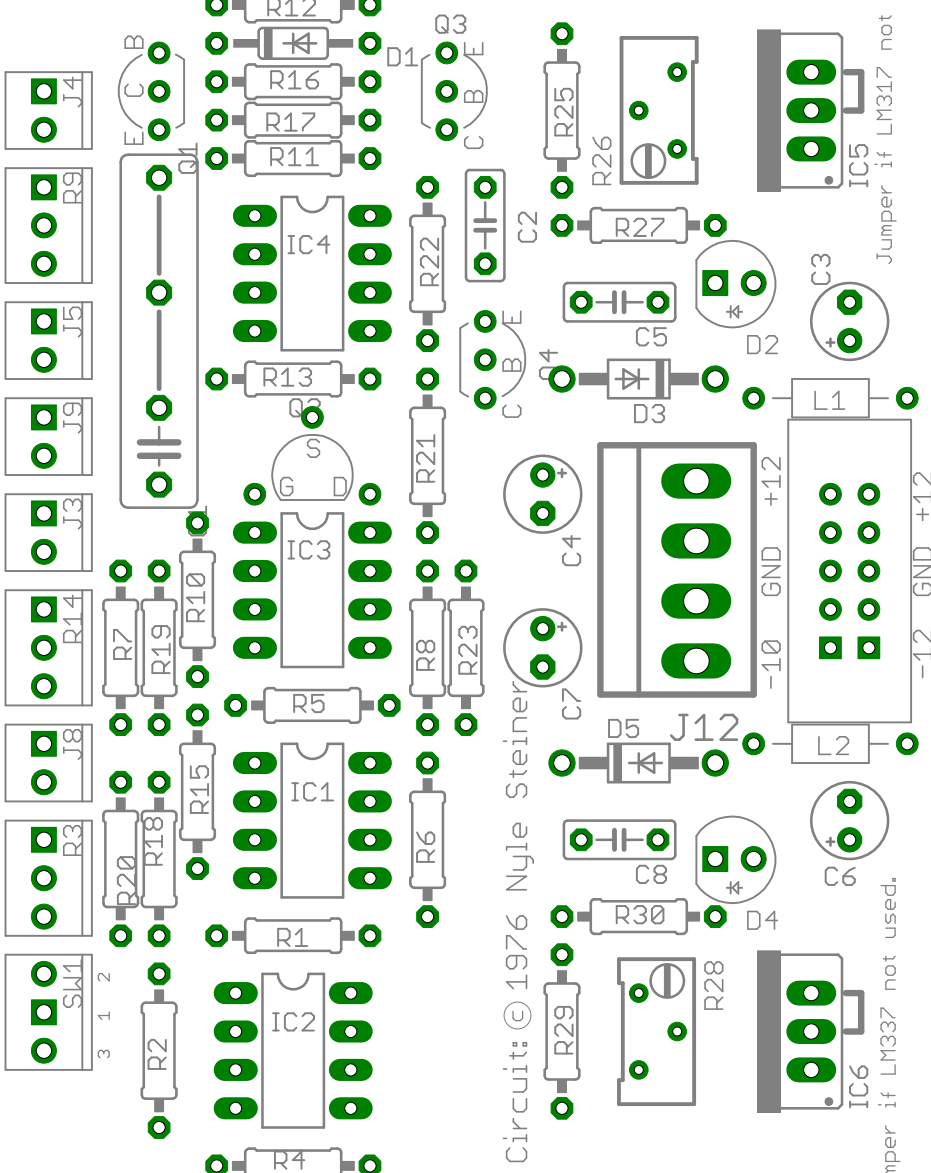 R12
Q3
B
E
D1
J4
C
R16
B
R25
R26
R17
E
C
Q1
R11
IC5
Jumper if LM317 not
R9
IC4
R22
C2
R27
C3
J5
E
C5
D2
B
Q4
R13
C
D3
L1
J9
Q2
S
R21
G
D
+12
+12
J3
IC3
C4
GND
GND
R10
R14
R7
R19
R8
R23
-10
-12
R5
C7
J8
D5
J12
L2
R15
IC1
R3
R18
R6
R20
C8
C6
R1
R30
D4
SW1
2
1
3
IC2
R2
R29
R28
IC6
R4
Circuit: © 1976 Nyle Steiner
mper if LM337 not used.